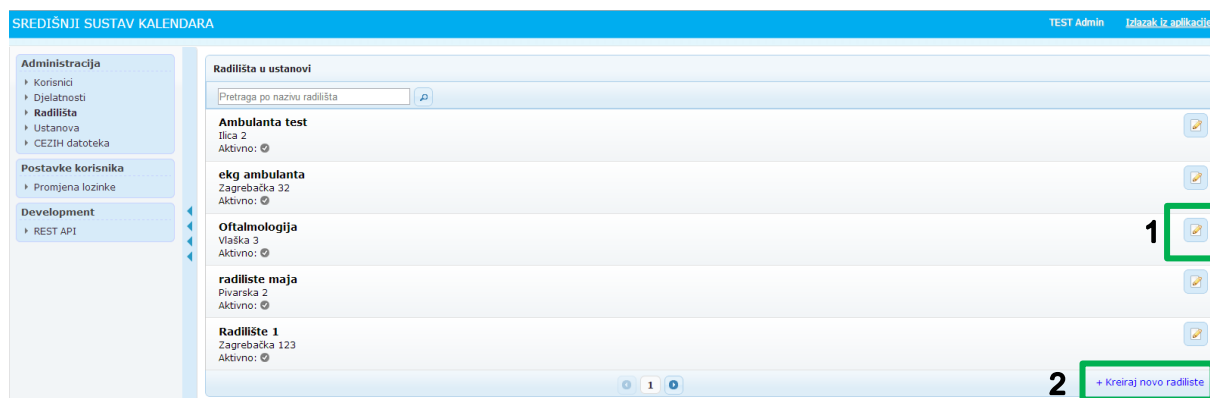 SREDIŠNJI SUSTAV KALENDARA
TEST Admin Izlazak iz aplikacije
Administracija
Korisnici
Djelatnosti
Radilišta
Ustanova
CEZIH datoteka
Postavke korisnika
Promjena lozinke
Development
REST API
Radilišta u ustanovi
Pretraga po nazivu radilišta
Ambulanta test
Ilica 2
Aktivno:
ekg ambulanta
Zagrebačka 32
Aktivno:
Oftalmologija
Vlaška 3
Aktivno:
1
radiliste maja
Pivarska 2
Aktivno:
Radilište 1
Zagrebačka 123
Aktivno:
1
2
+ Kreiraj novo radiliste